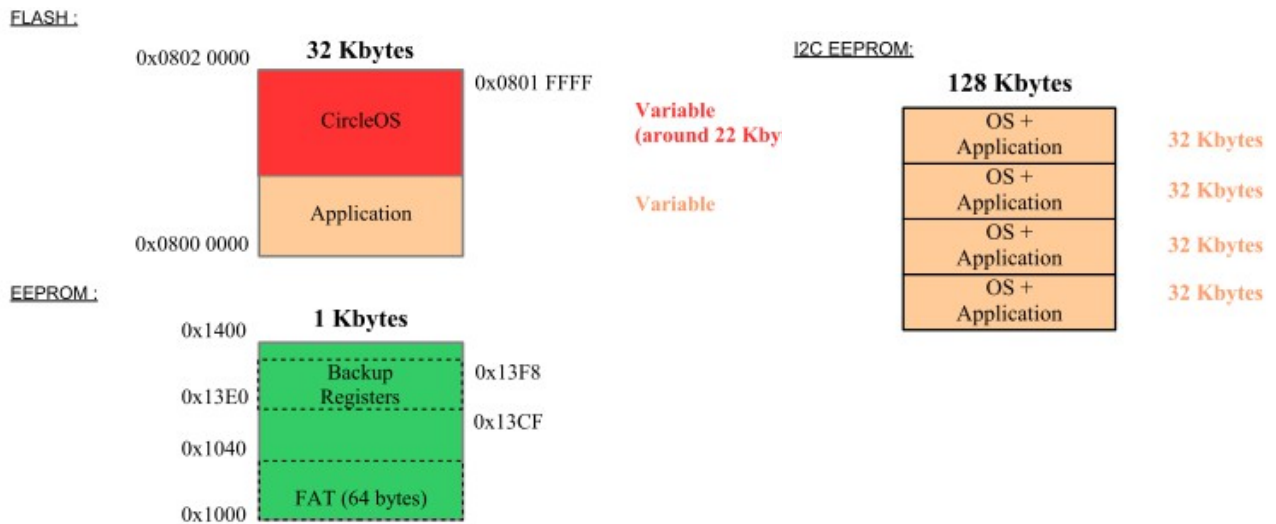 FLASH :
0x0802 0000
32 Kbytes
0x0801 FFFF
CircleOS
Variable
(around 22 Kby
Application
Variable
0x0800 0000
I2C EEPROM:
128 Kbytes
OS +
Application
32 Kbytes
OS +
Application
32 Kbytes
OS +
Application
32 Kbytes
OS +
Application
32 Kbytes
EEPROM :
1 Kbytes
0x1400
Backup
Registers
0x13F8
0x13E0
0x13CF
0x1040
FAT (64 bytes)
0x1000